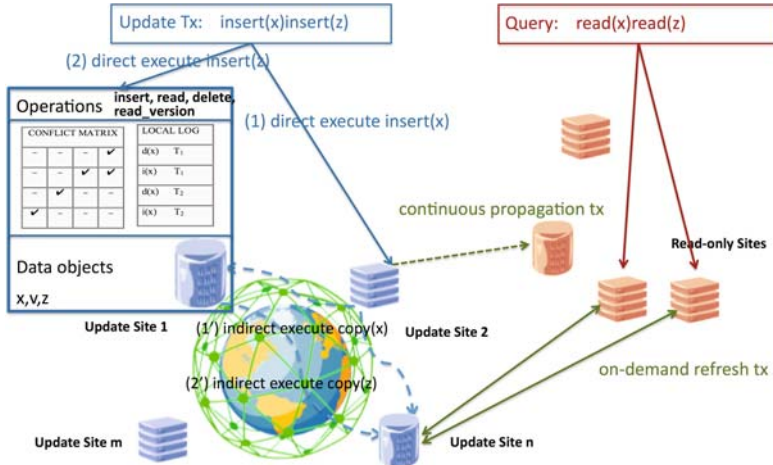 Update Tx: insert(x)insert(z)
Query: read(x)read(z)
(2) direct execute insert(z)
Operations insert, read, delete,
read_version
CONFLICT MATRIX
– – – ✔
– – ✔ ✔
– ✔ – –
✔ – – –
LOCAL LOG
d(x) T₁
i(x) T₁
d(x) T₂
i(x) T₂
(1) direct execute insert(x)
continuous propagation tx
Read-only Sites
Data objects
x,v,z
Update Site 1
Update Site 2
(1') indirect execute copy(x)
(2') indirect execute copy(z)
on-demand refresh tx
Update Site m
Update Site n